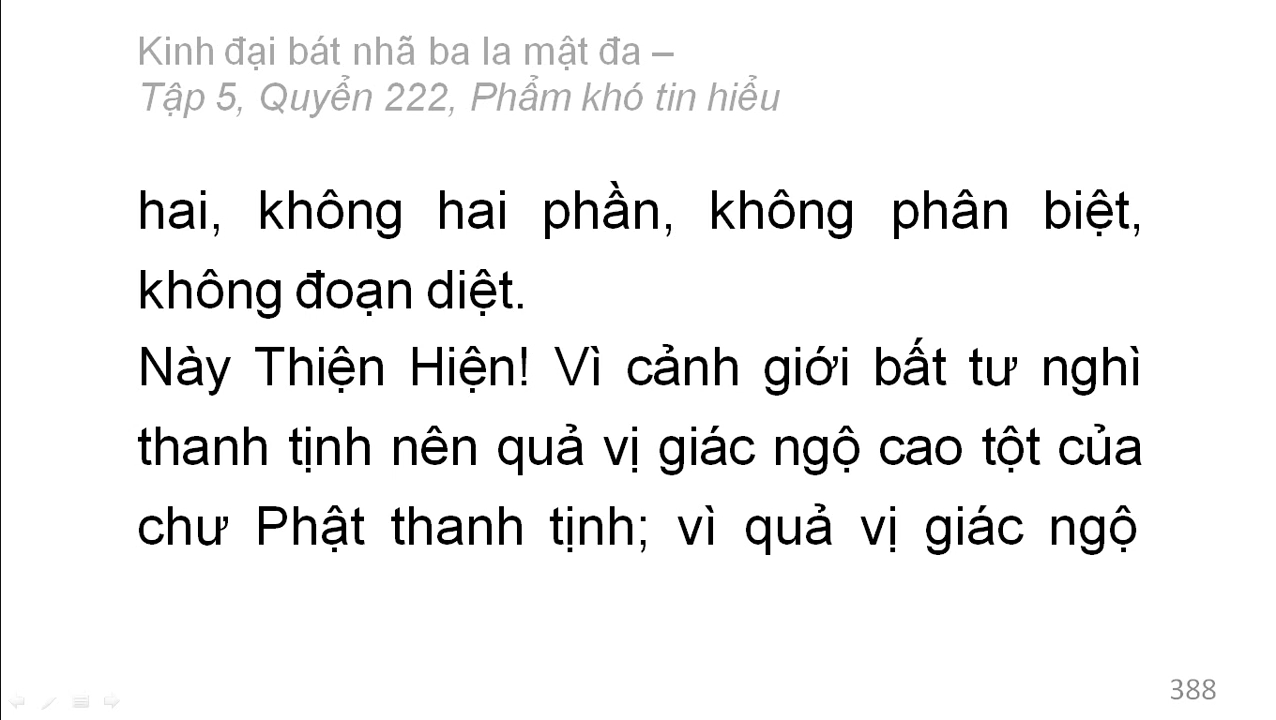 Kinh đại bát nhã ba la mật đa –
Tập 5, Quyển 222, Phẩm khó tin hiểu
hai, không hai phần, không phân biệt,
không đoạn diệt.
Này Thiện Hiện! Vì cảnh giới bất tư nghì
thanh tịnh nên quả vị giác ngộ cao tột của
chư Phật thanh tịnh; vì quả vị giác ngộ
388